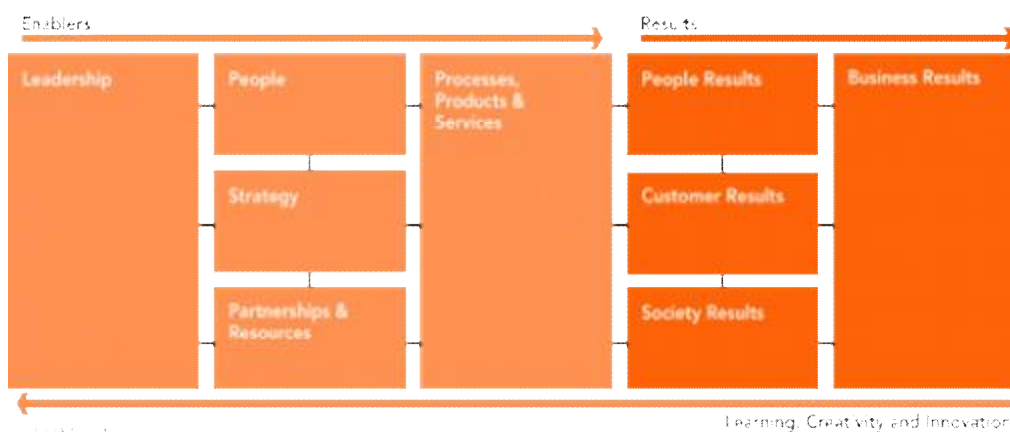 Enablers
Results
Leadership
People
Processes,
Products &
Services
People Results
Business Results
Strategy
Customer Results
Partnerships &
Resources
Society Results
Learning, Creativity and Innovation